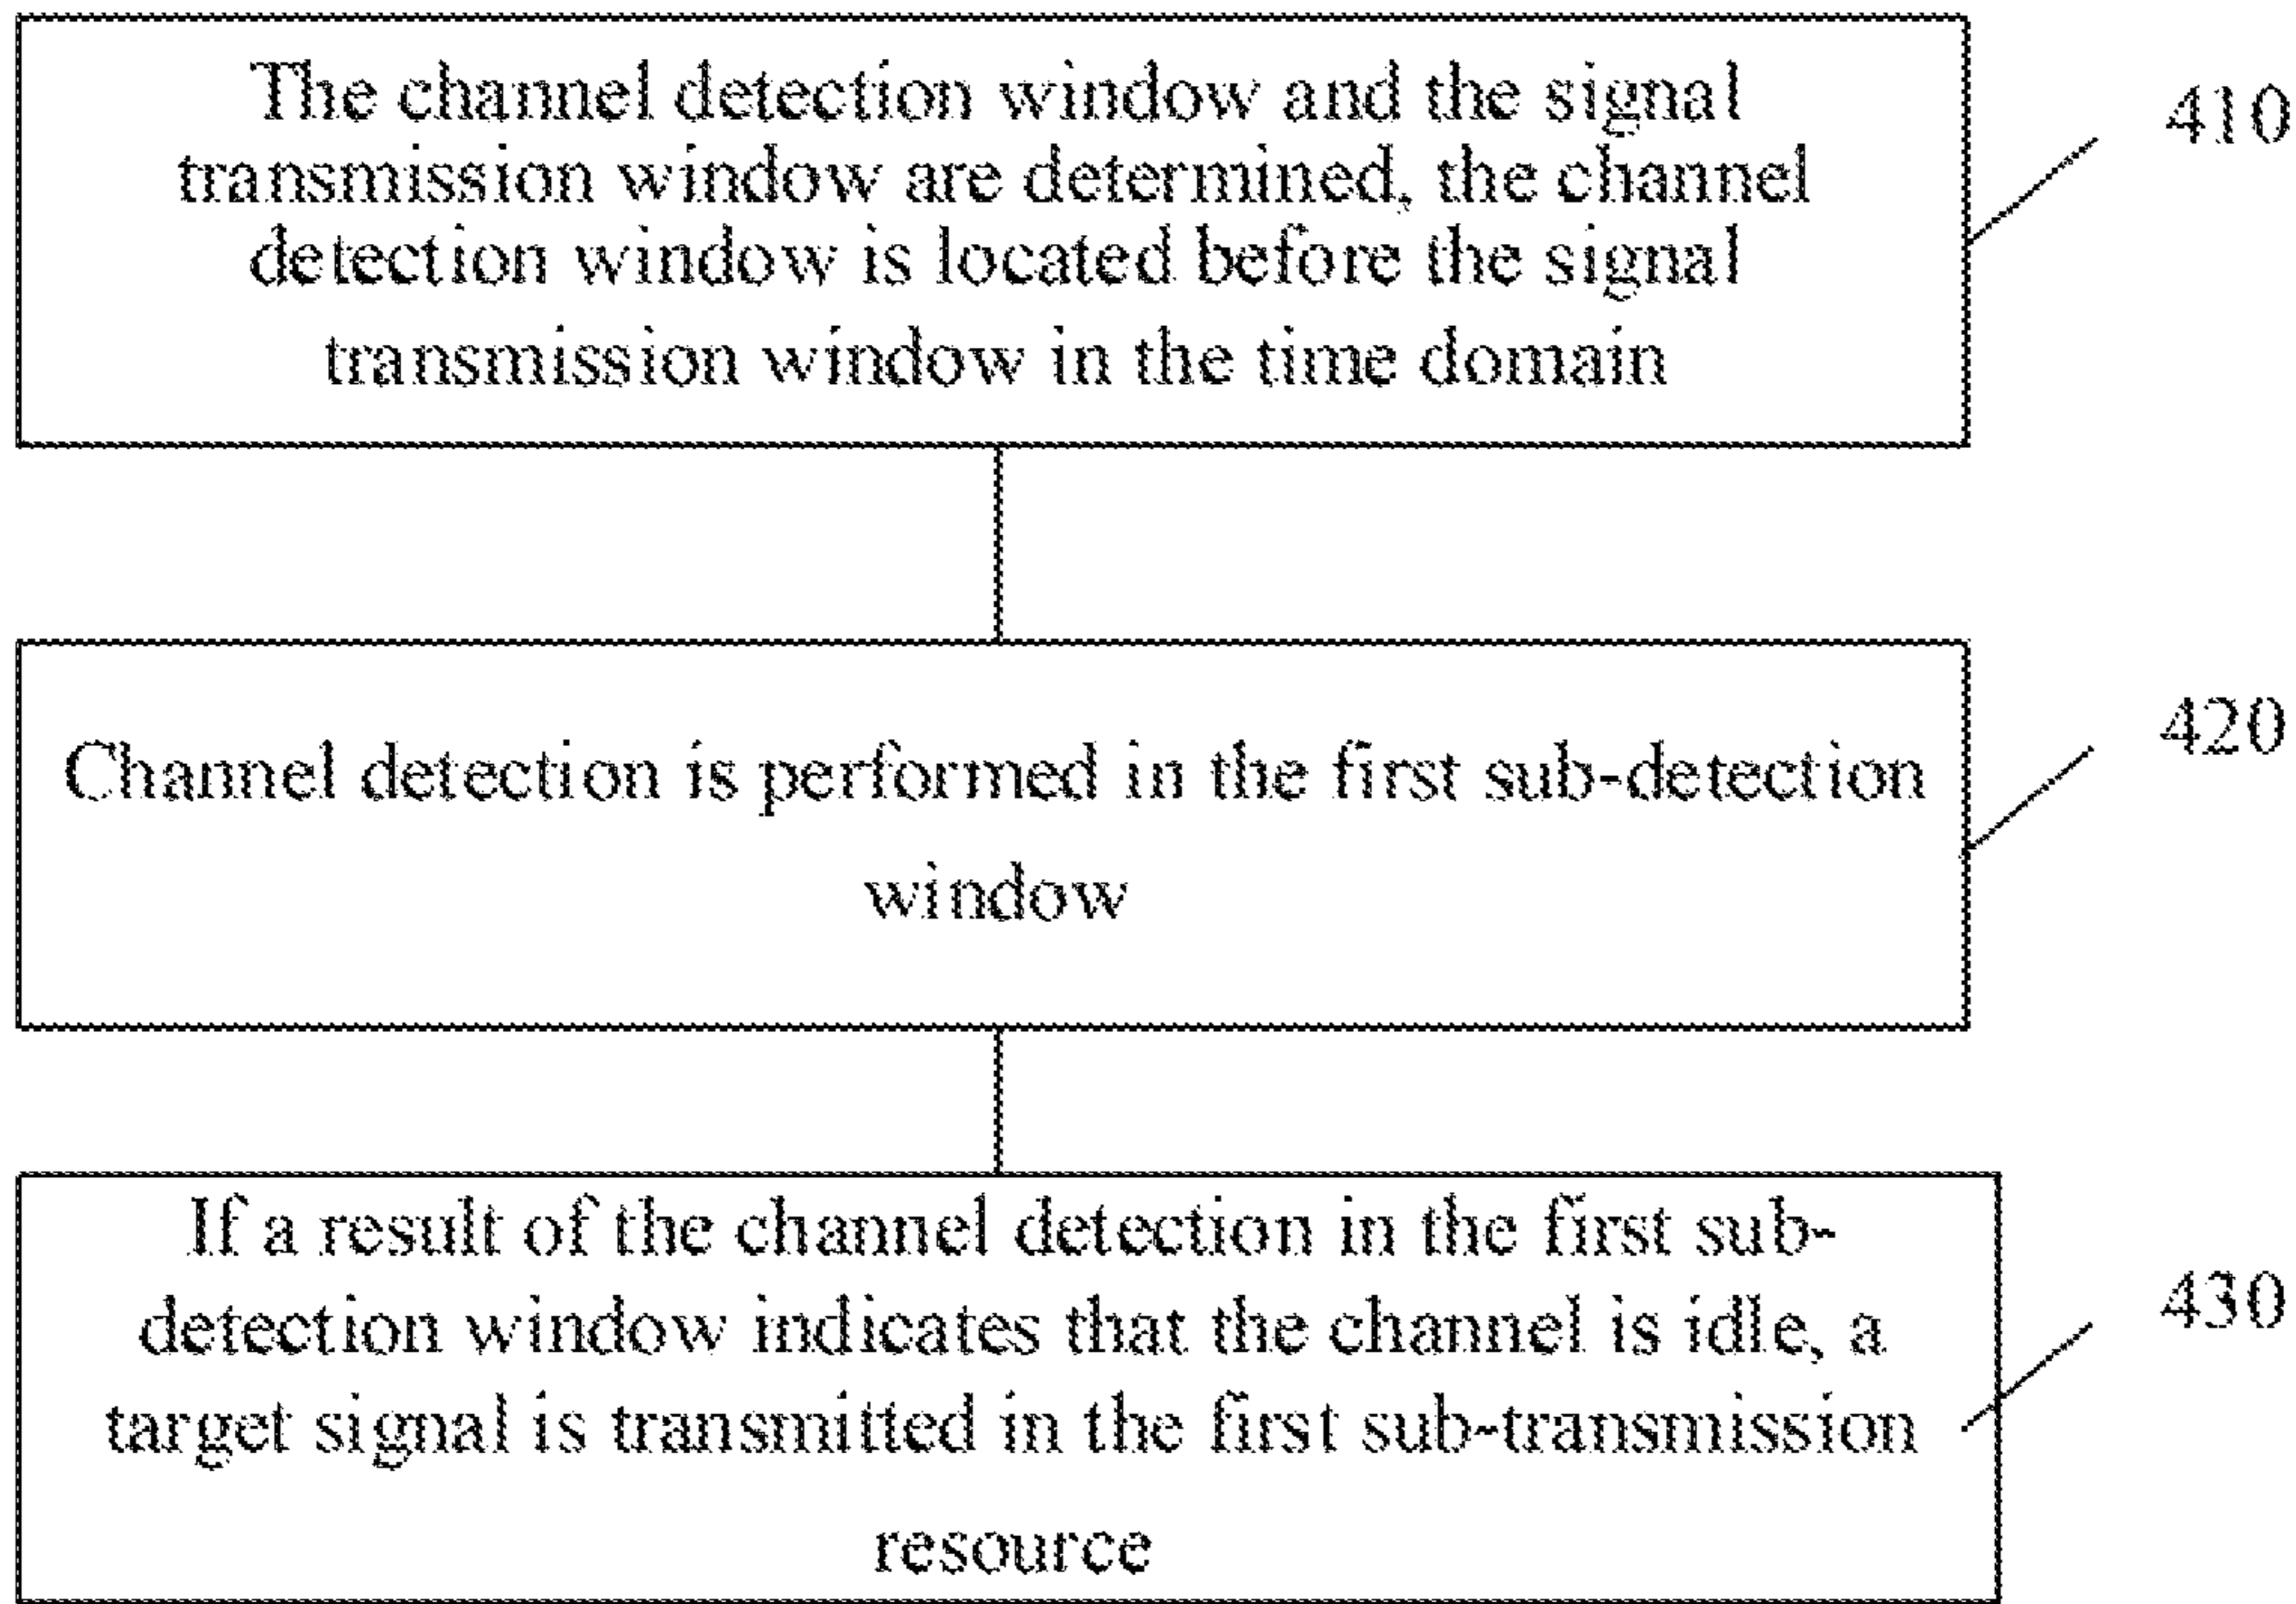 The channel detection window and the signal
transmission window are determined, the channel
detection window is located before the signal
transmission window in the time domain
410
Channel detection is performed in the first sub-detection
window
420
If a result of the channel detection in the first sub-
detection window indicates that the channel is idle, a
target signal is transmitted in the first sub-transmission
resource
430